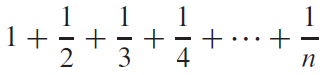 1 + 1/2 + 1/3 + 1/4 + ··· + 1/n